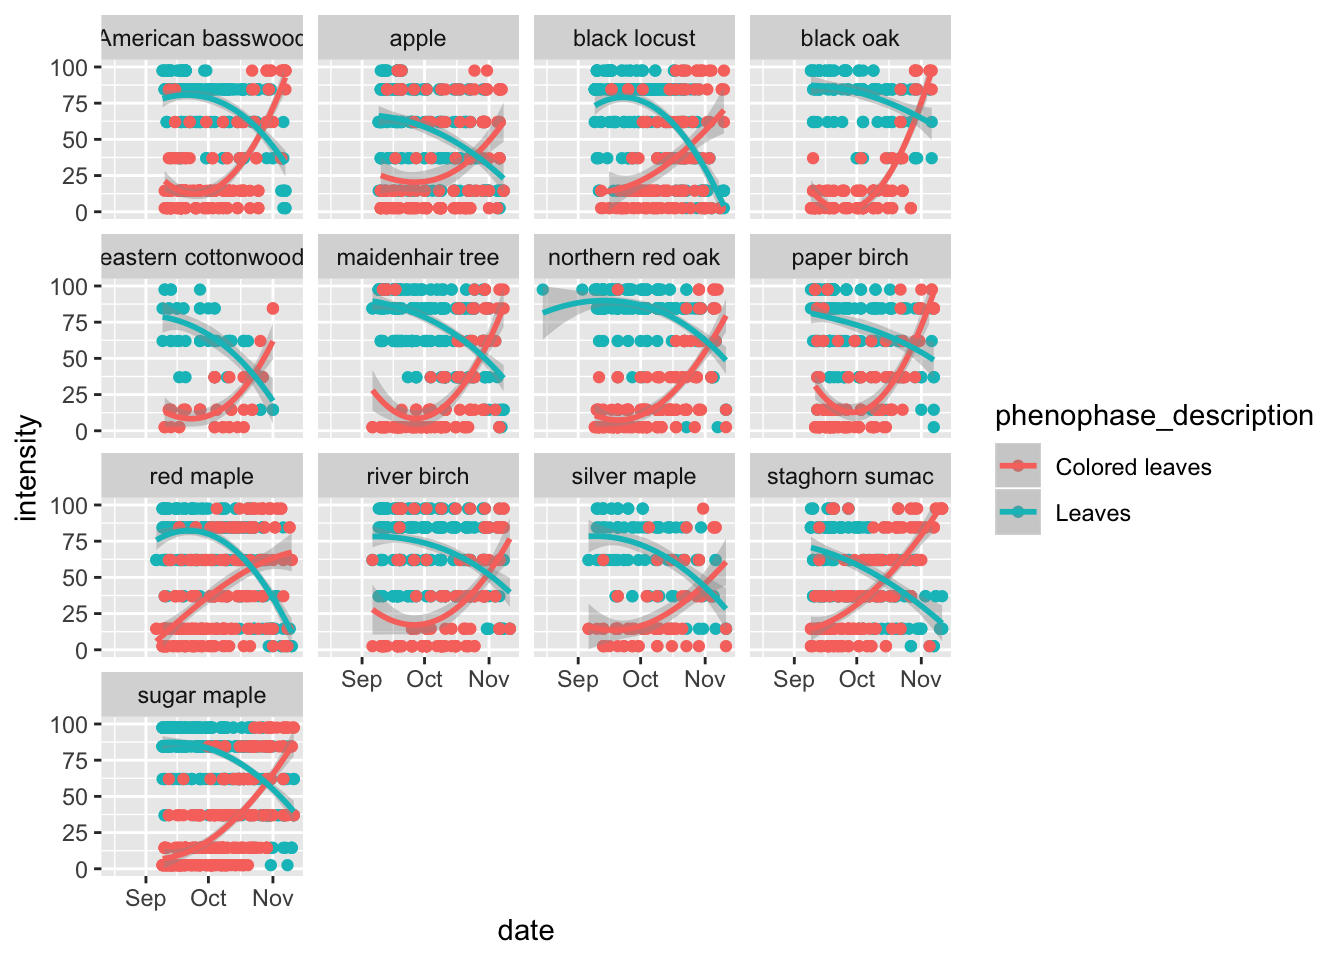 American basswood
apple
black locust
black oak
100
75
50
25
0
eastern cottonwood
maidenhair tree
northern red oak
paper birch
100
75
50
25
0
red maple
river birch
silver maple
staghorn sumac
100
75
50
25
0
Sep Oct Nov
Sep Oct Nov
Sep Oct Nov
sugar maple
100
75
50
25
0
Sep Oct Nov
date
intensity
phenophase_description
Colored leaves
Leaves